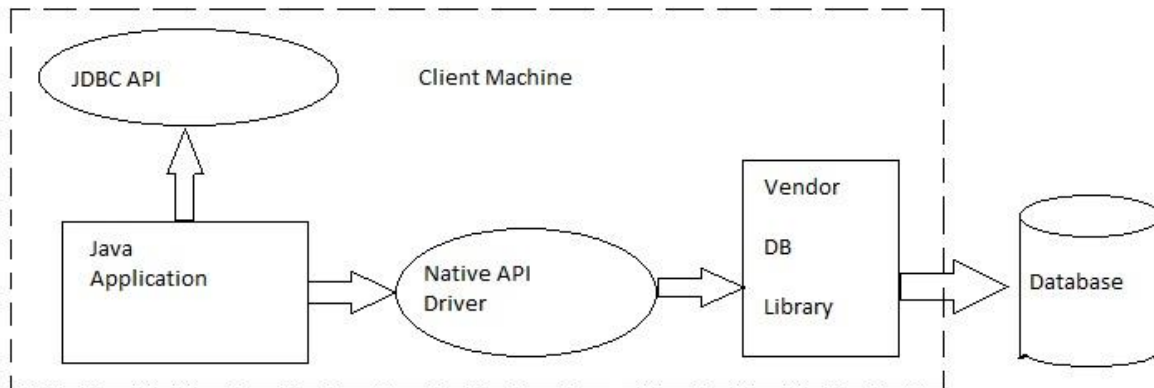 JDBC API
Client Machine
Java
Application
Native API
Driver
Vendor
DB
Library
Database